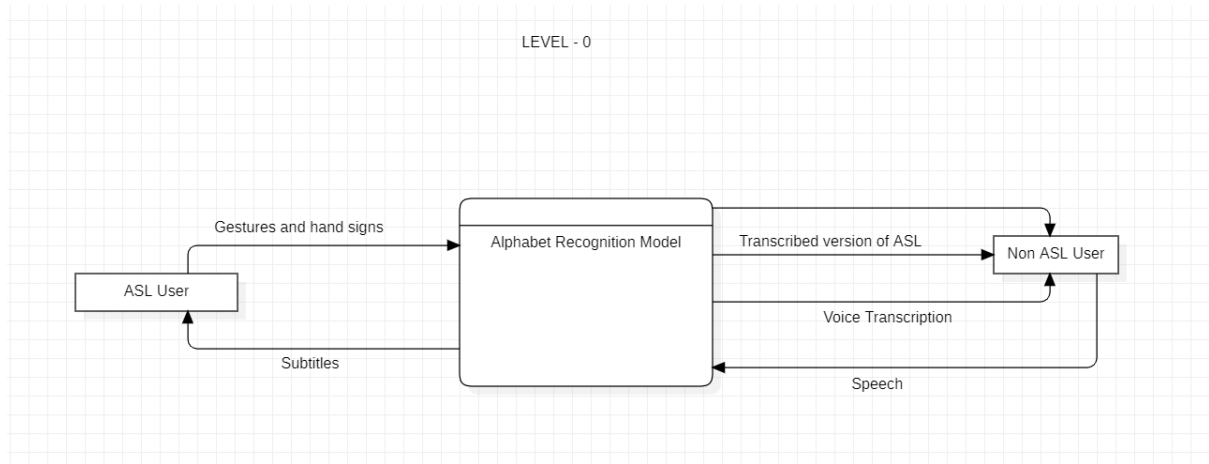 LEVEL - 0
Gestures and hand signs
Alphabet Recognition Model
Transcribed version of ASL
Non ASL User
ASL User
Voice Transcription
Subtitles
Speech